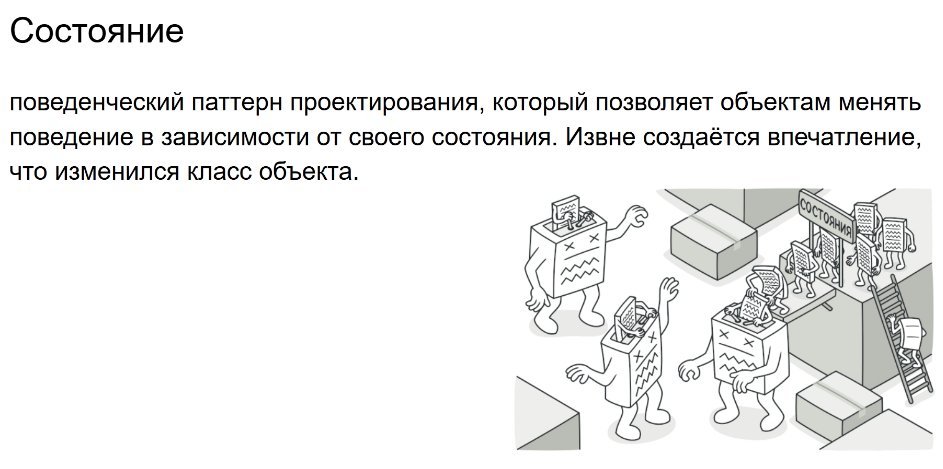 Состояние
поведенческий паттерн проектирования, который позволяет объектам менять
поведение в зависимости от своего состояния. Извне создаётся впечатление,
что изменился класс объекта.
СОСТОЯНИЯ